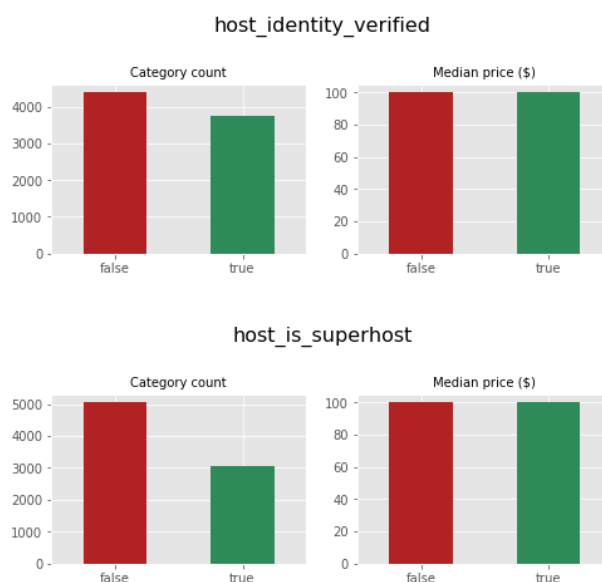 host_identity_verified
Category count
4000
3000
2000
1000
0
false true
Median price ($)
100
80
60
40
20
0
false true
host_is_superhost
Category count
5000
4000
3000
2000
1000
0
false true
Median price ($)
100
80
60
40
20
0
false true